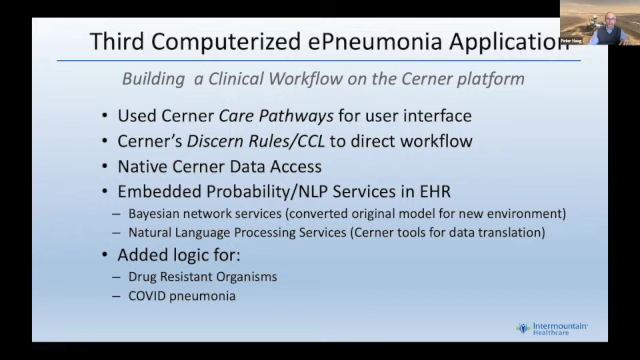 Third Computerized ePneumonia Application
Peter Haug
Building a Clinical Workflow on the Cerner platform
• Used Cerner Care Pathways for user interface
• Cerner's Discern Rules/CCL to direct workflow
• Native Cerner Data Access
• Embedded Probability/NLP Services in EHR
– Bayesian network services (converted original model for new environment)
– Natural Language Processing Services (Cerner tools for data translation)
• Added logic for:
– Drug Resistant Organisms
– COVID pneumonia
Intermountain
Healthcare